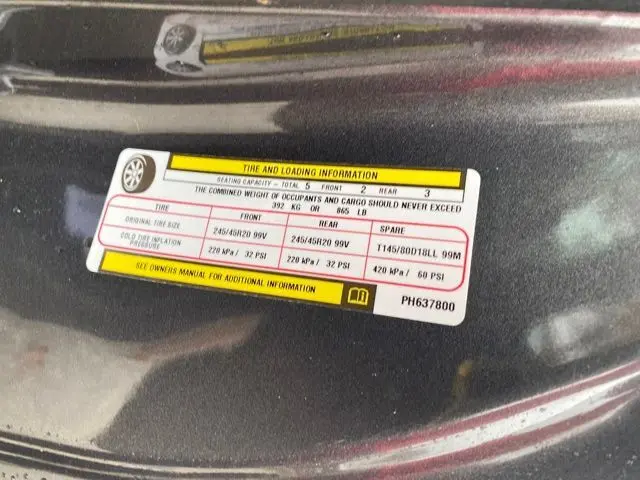 TIRE AND LOADING INFORMATION
SEATING CAPACITY - TOTAL 5 FRONT 2 REAR 3
THE COMBINED WEIGHT OF OCCUPANTS AND CARGO SHOULD NEVER EXCEED
392 KG OR 865 LB
TIRE FRONT REAR SPARE
ORIGINAL TIRE SIZE 245/45R20 99V 245/45R20 99V T145/80D18LL 99M
COLD TIRE INFLATION PRESSURE 220 kPa / 32 PSI 220 kPa / 32 PSI 420 kPa / 60 PSI
SEE OWNERS MANUAL FOR ADDITIONAL INFORMATION
PH637800